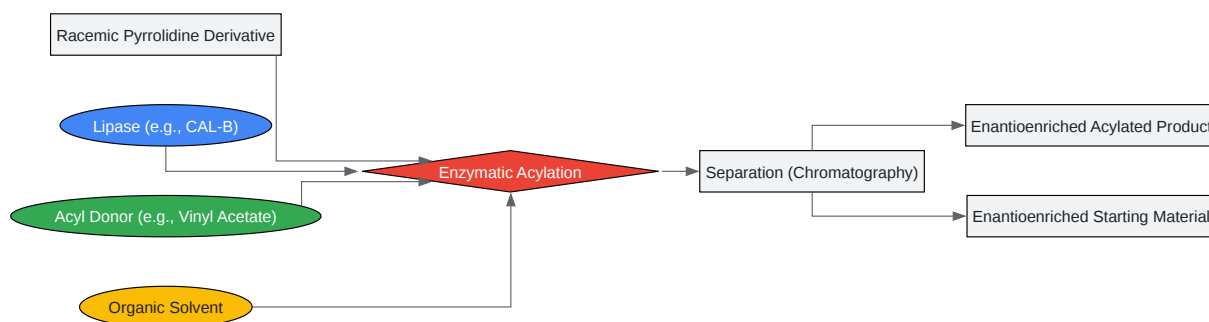 Racemic Pyrrolidine Derivative
Lipase (e.g., CAL-B)
Acyl Donor (e.g., Vinyl Acetate)
Organic Solvent
Enzymatic Acylation
Separation (Chromatography)
Enantioenriched Acylated Product
Enantioenriched Starting Material